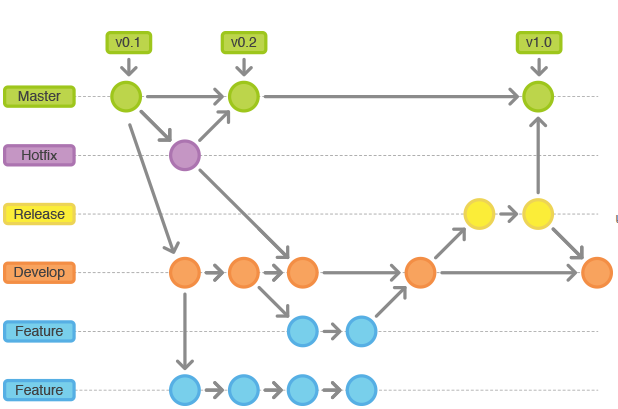 v0.1
v0.2
v1.0
Master
Hotfix
Release
Develop
Feature
Feature